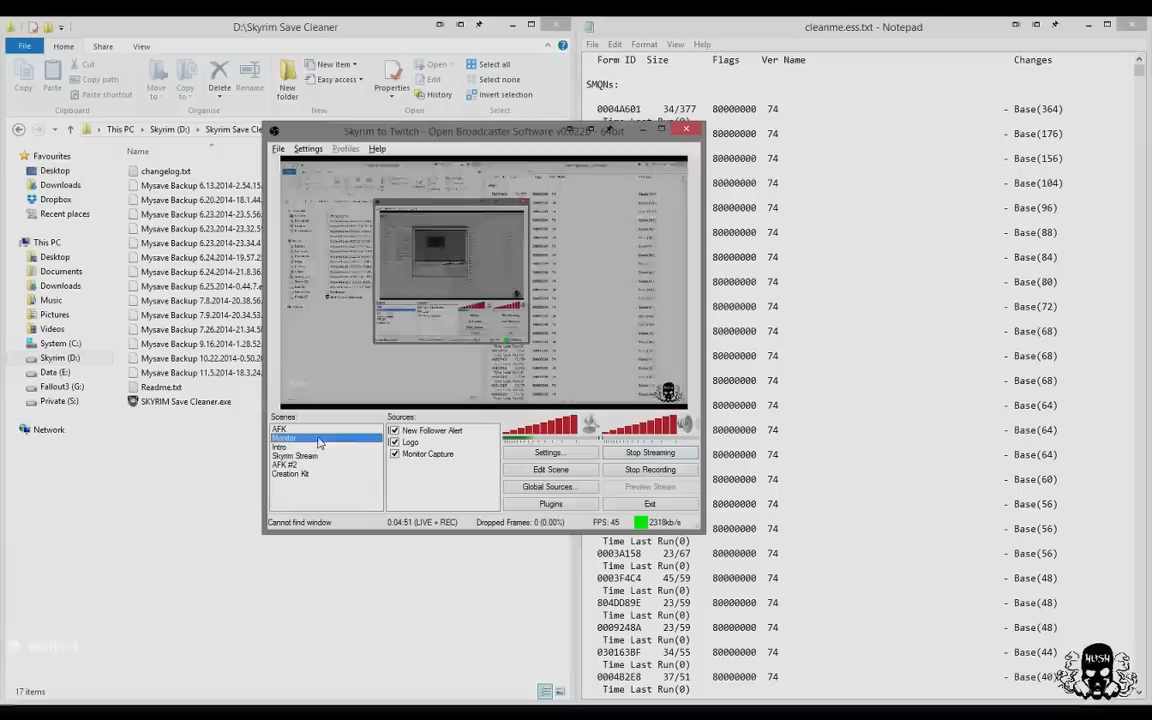 D:\Skyrim Save Cleaner
File Home Share View
Copy
Paste
Cut
Copy path
Paste shortcut
Clipboard
Move to
Copy to
Delete
Rename
Organise
New folder
New item
Easy access
New
Properties
Open
Edit
History
Open
Select all
Select none
Invert selection
Select
This PC Skyrim (D:) Skyrim Save Cle
Name
Favourites
Desktop
Downloads
Dropbox
Recent places
This PC
Desktop
Documents
Downloads
Music
Pictures
Videos
System (C:)
Skyrim (D:)
Data (E:)
Fallout3 (G:)
Private (S:)
Network
changelog.txt
Mysave Backup 6.13.2014-2.54.15.
Mysave Backup 6.20.2014-18.1.44.
Mysave Backup 6.23.2014-23.5.56.
Mysave Backup 6.23.2014-23.32.55
Mysave Backup 6.23.2014-23.34.41
Mysave Backup 6.24.2014-19.57.25
Mysave Backup 6.24.2014-21.8.36.
Mysave Backup 6.25.2014-0.44.7.
Mysave Backup 7.8.2014-20.38.56.
Mysave Backup 7.9.2014-20.13.35.
Mysave Backup 7.26.2014-21.34.50
Mysave Backup 9.16.2014-1.28.52.
Mysave Backup 10.22.2014-0.50.20
Mysave Backup 11.5.2014-18.3.24.
Readme.txt
SKYRIM Save Cleaner.exe
17 items
Skyrim to Twitch - Open Broadcaster Software
File Settings Profiles Help
Scenes:
AFK
Monitor
Intro
Skyrim Stream
AFK #2
Creation Kit
Sources:
New Follower Alert
Logo
Monitor Capture
Settings...
Edit Scene
Global Sources...
Plugins
Stop Streaming
Stop Recording
Preview Stream
Exit
Cannot find window 0:04:51 (LIVE + REC) Dropped Frames: 0 (0.00%) FPS: 45 2318kb/s
cleanme.ess.txt - Notepad
File Edit Format View Help
Form ID Size Flags Ver Name Changes
SMQNs:
0004A601 34/377 80000000 74 - Base(364)
80000000 74 - Base(176)
80000000 74 - Base(156)
80000000 74 - Base(104)
80000000 74 - Base(96)
80000000 74 - Base(88)
80000000 74 - Base(84)
80000000 74 - Base(80)
80000000 74 - Base(72)
80000000 74 - Base(68)
80000000 74 - Base(68)
80000000 74 - Base(68)
80000000 74 - Base(64)
80000000 74 - Base(64)
80000000 74 - Base(64)
80000000 74 - Base(60)
80000000 74 - Base(56)
80000000 74 - Base(56)
Time Last Run(0)
0003A158 23/67 80000000 74 - Base(56)
Time Last Run(0)
0003F4C4 45/59 80000000 74 - Base(48)
Time Last Run(0)
804DD89E 23/59 80000000 74 - Base(48)
Time Last Run(0)
0009248A 23/59 80000000 74 - Base(48)
Time Last Run(0)
030163BF 34/55 80000000 74 - Base(44)
Time Last Run(0)
0004B2E8 37/51 80000000 74 - Base(40)
Time Last Run(0)
HUSH